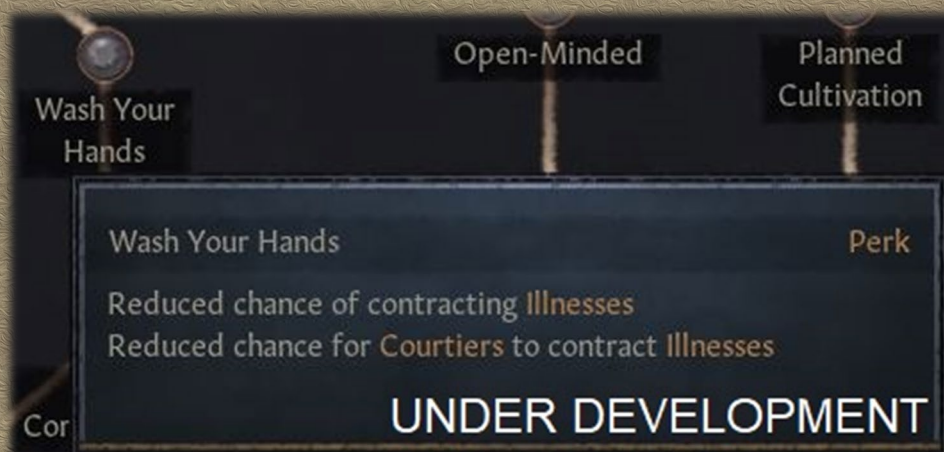 Wash Your
Hands
Open-Minded
Planned
Cultivation
Wash Your Hands
Perk
Reduced chance of contracting Illnesses
Reduced chance for Courtiers to contract Illnesses
Cor
UNDER DEVELOPMENT